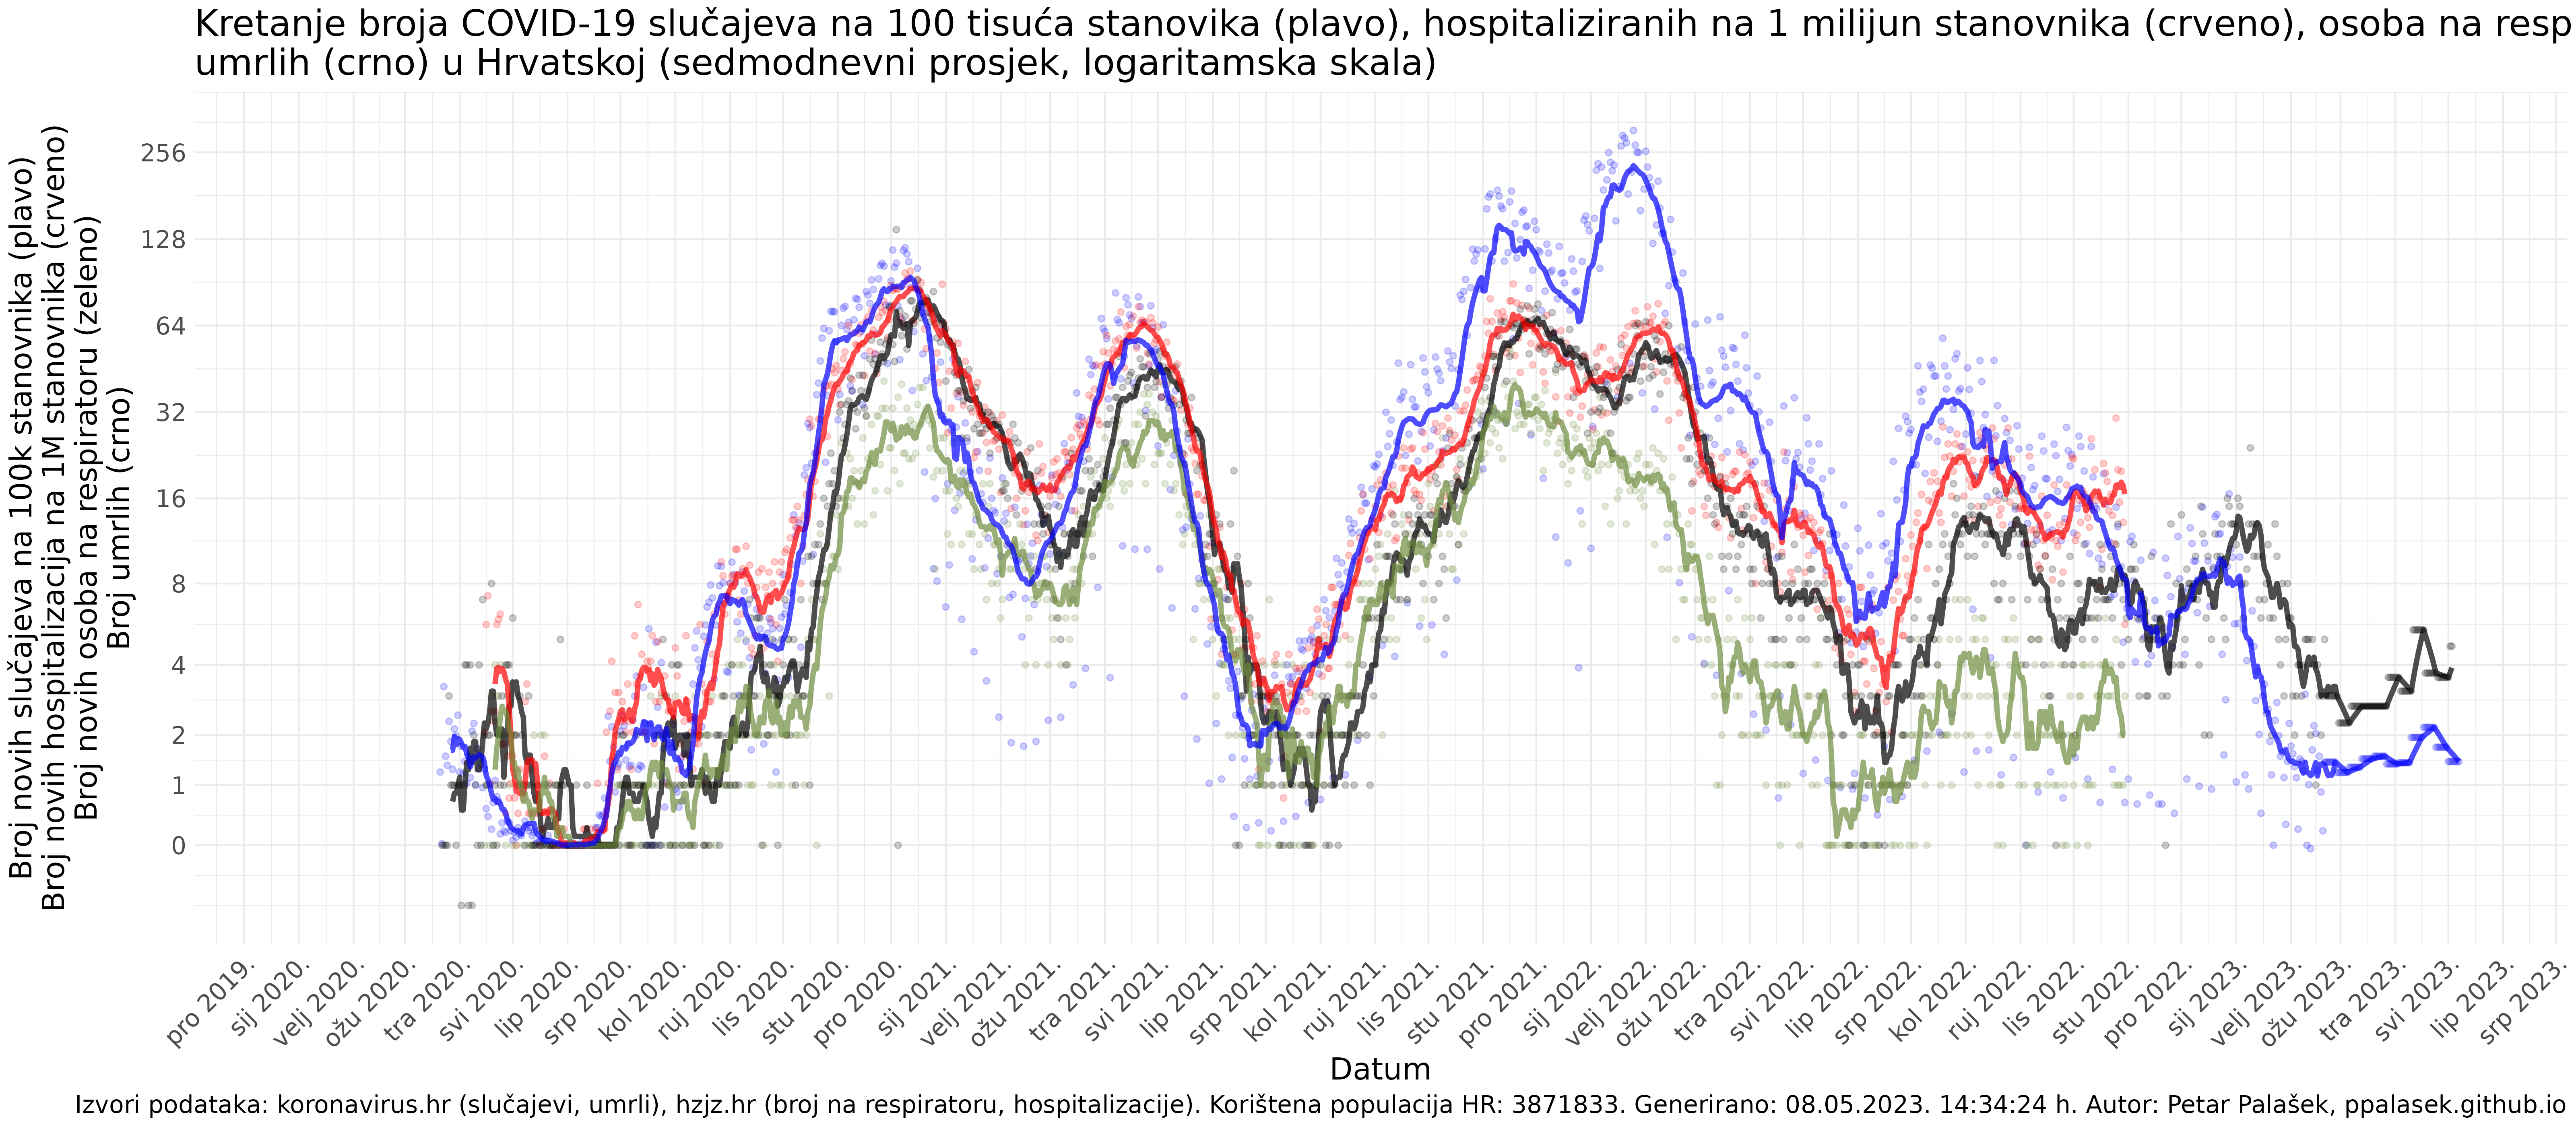 Kretanje broja COVID-19 slučajeva na 100 tisuća stanovika (plavo), hospitaliziranih na 1 milijun stanovnika (crveno), osoba na resp
umrlih (crno) u Hrvatskoj (sedmodnevni prosjek, logaritamska skala)
Broj novih slučajeva na 100k stanovnika (plavo)
Broj novih hospitalizacija na 1M stanovnika (crveno)
Broj novih osoba na respiratoru (zeleno)
Broj umrlih (crno)
256
128
64
32
16
8
4
2
1
0
pro 2019.
sij 2020.
velj 2020.
ožu 2020.
tra 2020.
svi 2020.
lip 2020.
srp 2020.
kol 2020.
ruj 2020.
lis 2020.
stu 2020.
pro 2020.
sij 2021.
velj 2021.
ožu 2021.
tra 2021.
svi 2021.
lip 2021.
srp 2021.
kol 2021.
ruj 2021.
lis 2021.
stu 2021.
pro 2021.
sij 2022.
velj 2022.
ožu 2022.
tra 2022.
svi 2022.
lip 2022.
srp 2022.
kol 2022.
ruj 2022.
lis 2022.
stu 2022.
pro 2022.
sij 2023.
velj 2023.
ožu 2023.
tra 2023.
svi 2023.
lip 2023.
srp 2023.
Datum
Izvori podataka: koronavirus.hr (slučajevi, umrli), hzjz.hr (broj na respiratoru, hospitalizacije). Korištena populacija HR: 3871833. Generirano: 08.05.2023. 14:34:24 h. Autor: Petar Palašek, ppalasek.github.io